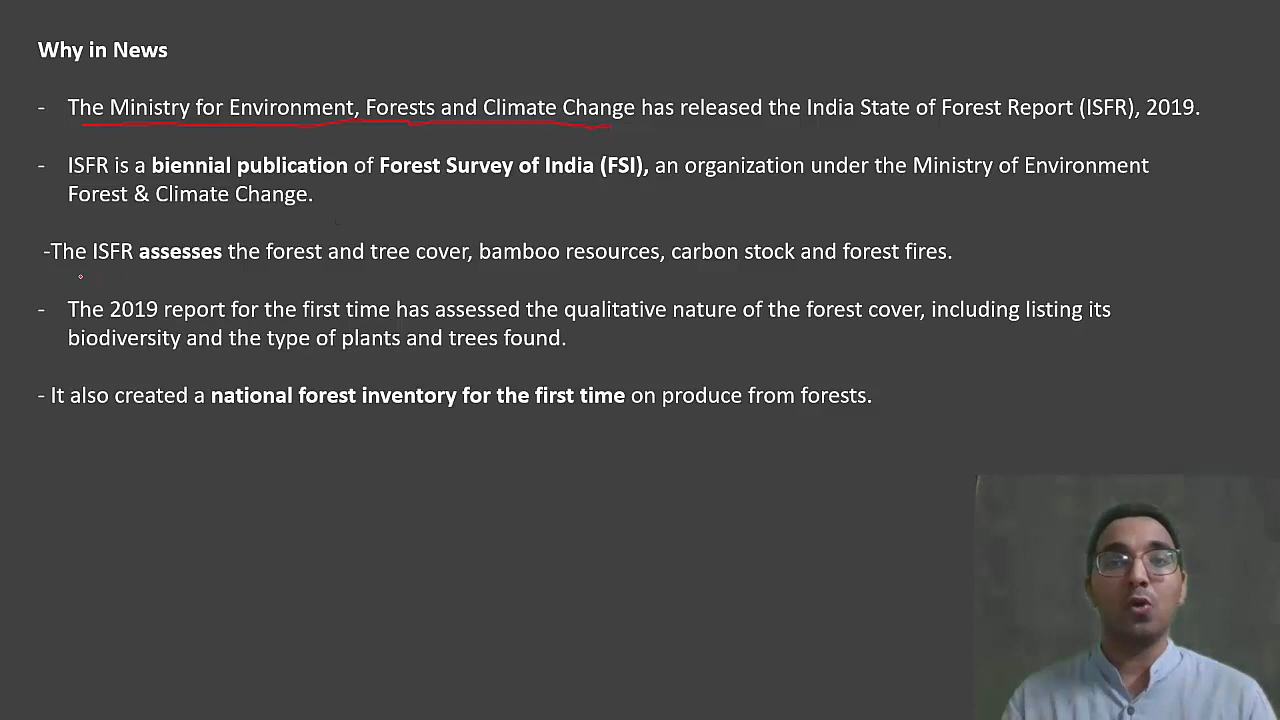 Why in News
- The Ministry for Environment, Forests and Climate Change has released the India State of Forest Report (ISFR), 2019.
- ISFR is a biennial publication of Forest Survey of India (FSI), an organization under the Ministry of Environment
Forest & Climate Change.
-The ISFR assesses the forest and tree cover, bamboo resources, carbon stock and forest fires.
- The 2019 report for the first time has assessed the qualitative nature of the forest cover, including listing its
biodiversity and the type of plants and trees found.
- It also created a national forest inventory for the first time on produce from forests.